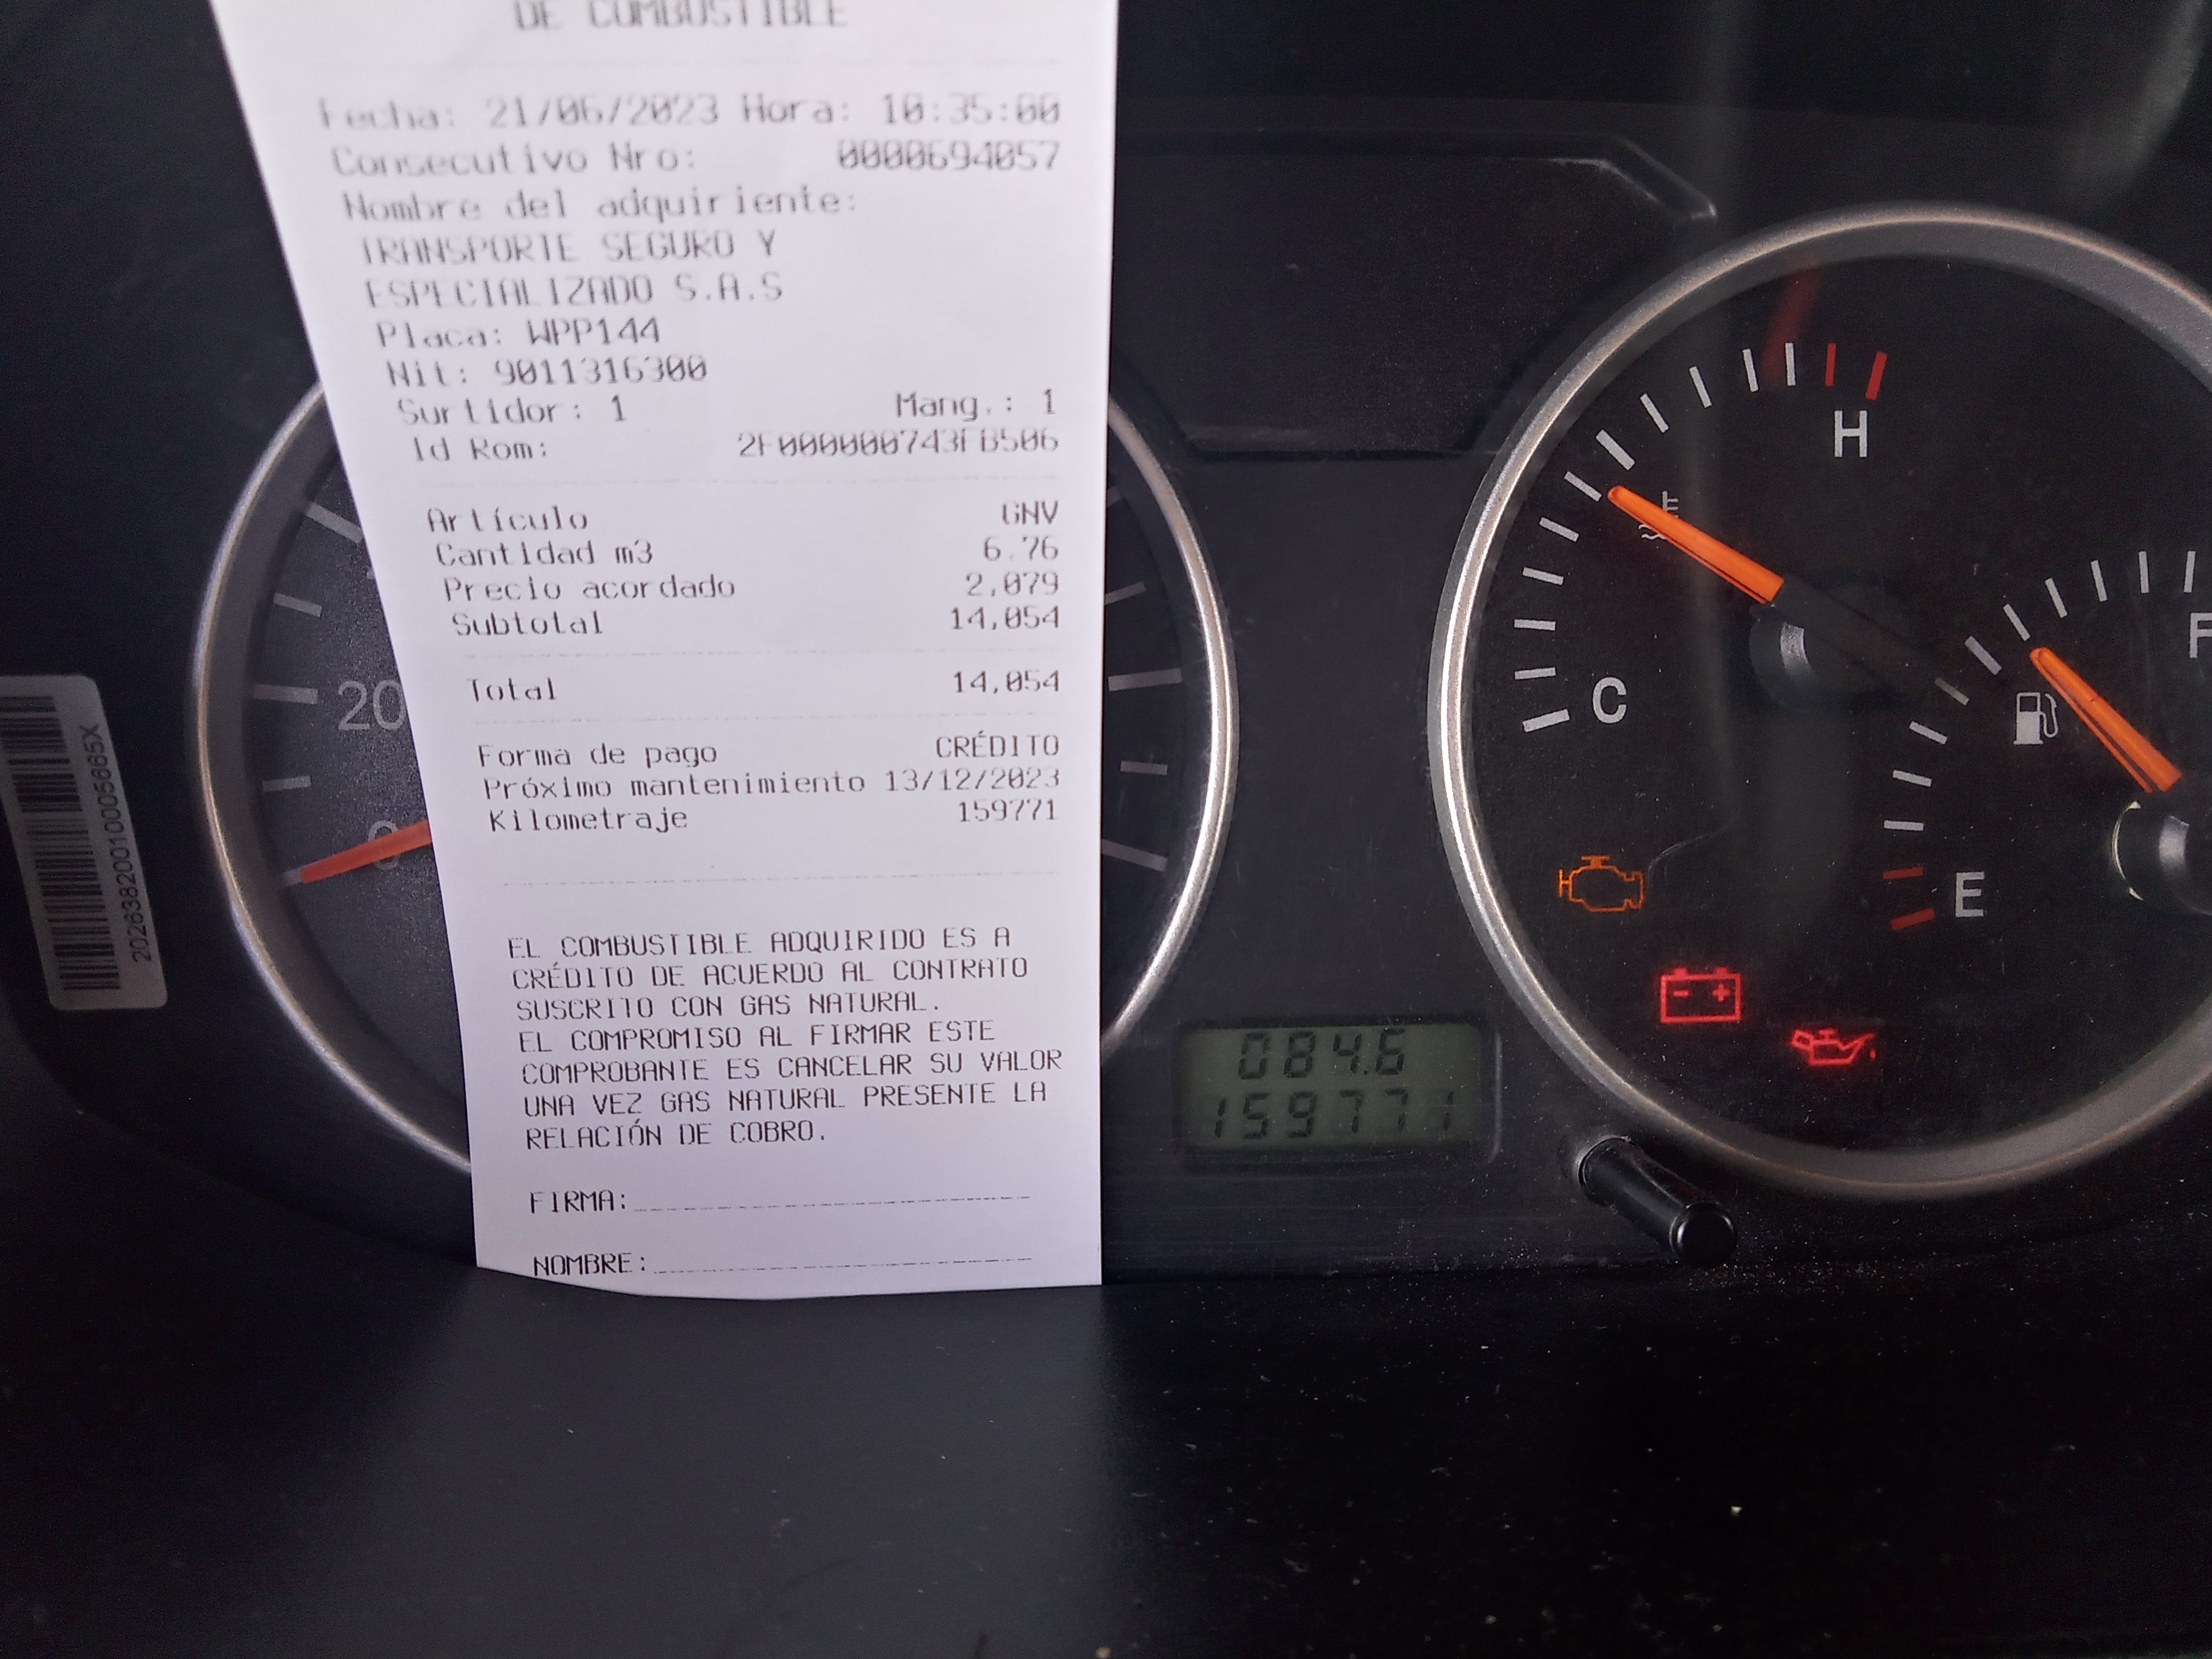 DE COMBUSTIBLE
Fecha: 21/06/2023 Hora: 10:35:00
Consecutivo Nro: 0000694057
Nombre del adquiriente:
TRANSPORTE SEGURO Y
ESPECIALIZADO S.A.S
Placa: WPP144
Nit: 9011316300
Surtidor: 1 Mang.: 1
Id Rom: 2F000000743FB506
Artículo GNV
Cantidad m3 6.76
Precio acordado 2,079
Subtotal 14,054
Total 14,054
Forma de pago CRÉDITO
Próximo mantenimiento 13/12/2023
Kilometraje 159771
EL COMBUSTIBLE ADQUIRIDO ES A
CRÉDITO DE ACUERDO AL CONTRATO
SUSCRITO CON GAS NATURAL.
EL COMPROMISO AL FIRMAR ESTE
COMPROBANTE ES CANCELAR SU VALOR
UNA VEZ GAS NATURAL PRESENTE LA
RELACIÓN DE COBRO.
FIRMA:
NOMBRE:
20
0
20263820010005665X
H
C
F
E
084.6
159771